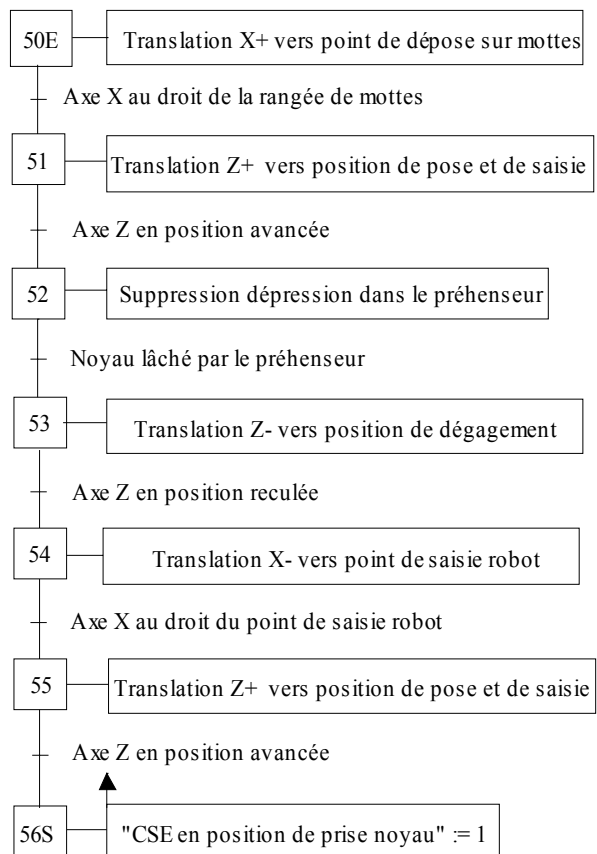 50E Translation X+ vers point de dépose sur mottes
Axe X au droit de la rangée de mottes
51 Translation Z+ vers position de pose et de saisie
Axe Z en position avancée
52 Suppression dépression dans le préhenseur
Noyau lâché par le préhenseur
53 Translation Z- vers position de dégagement
Axe Z en position reculée
54 Translation X- vers point de saisie robot
Axe X au droit du point de saisie robot
55 Translation Z+ vers position de pose et de saisie
Axe Z en position avancée
56S "CSE en position de prise noyau" := 1